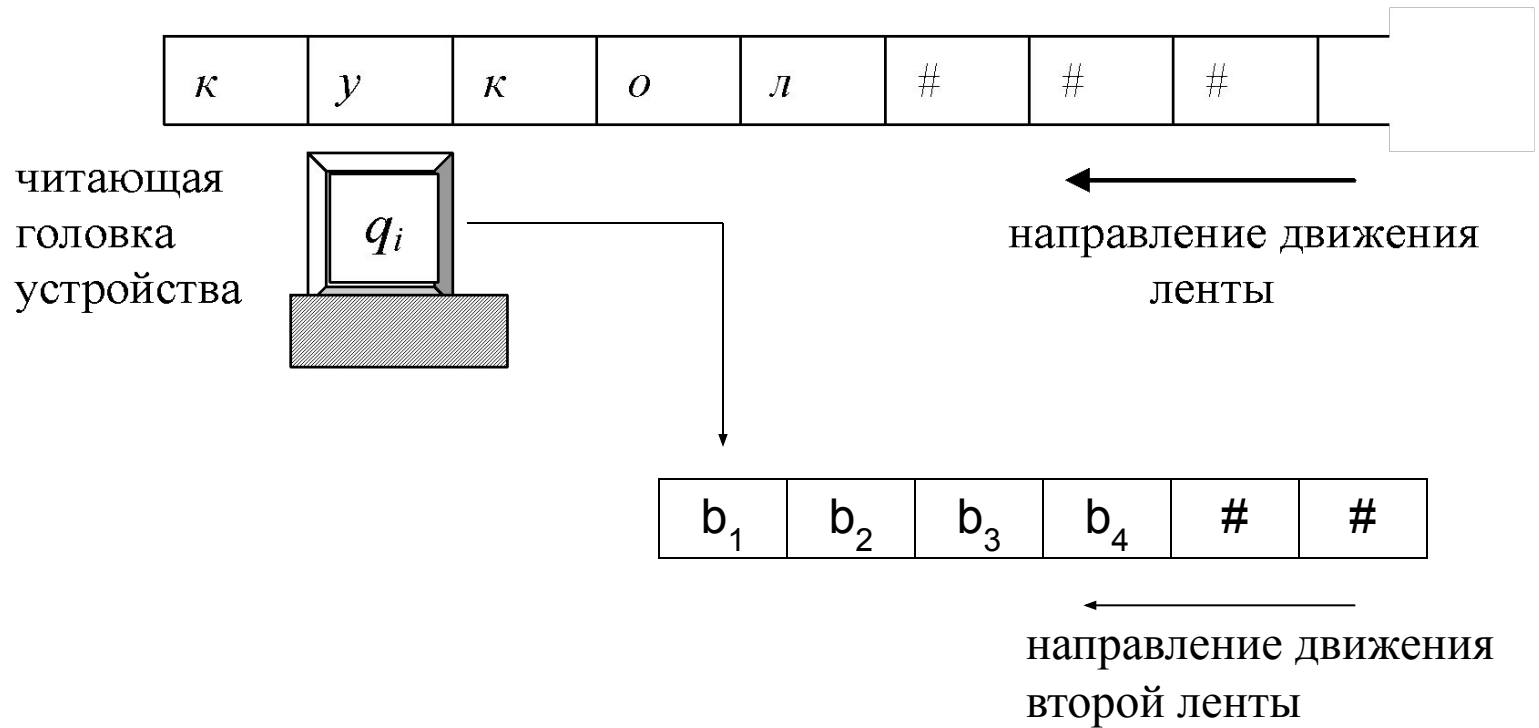 к у к о л # # #
читающая
головка
устройства
qᵢ
направление движения
ленты
b₁ b₂ b₃ b₄ # #
направление движения
второй ленты